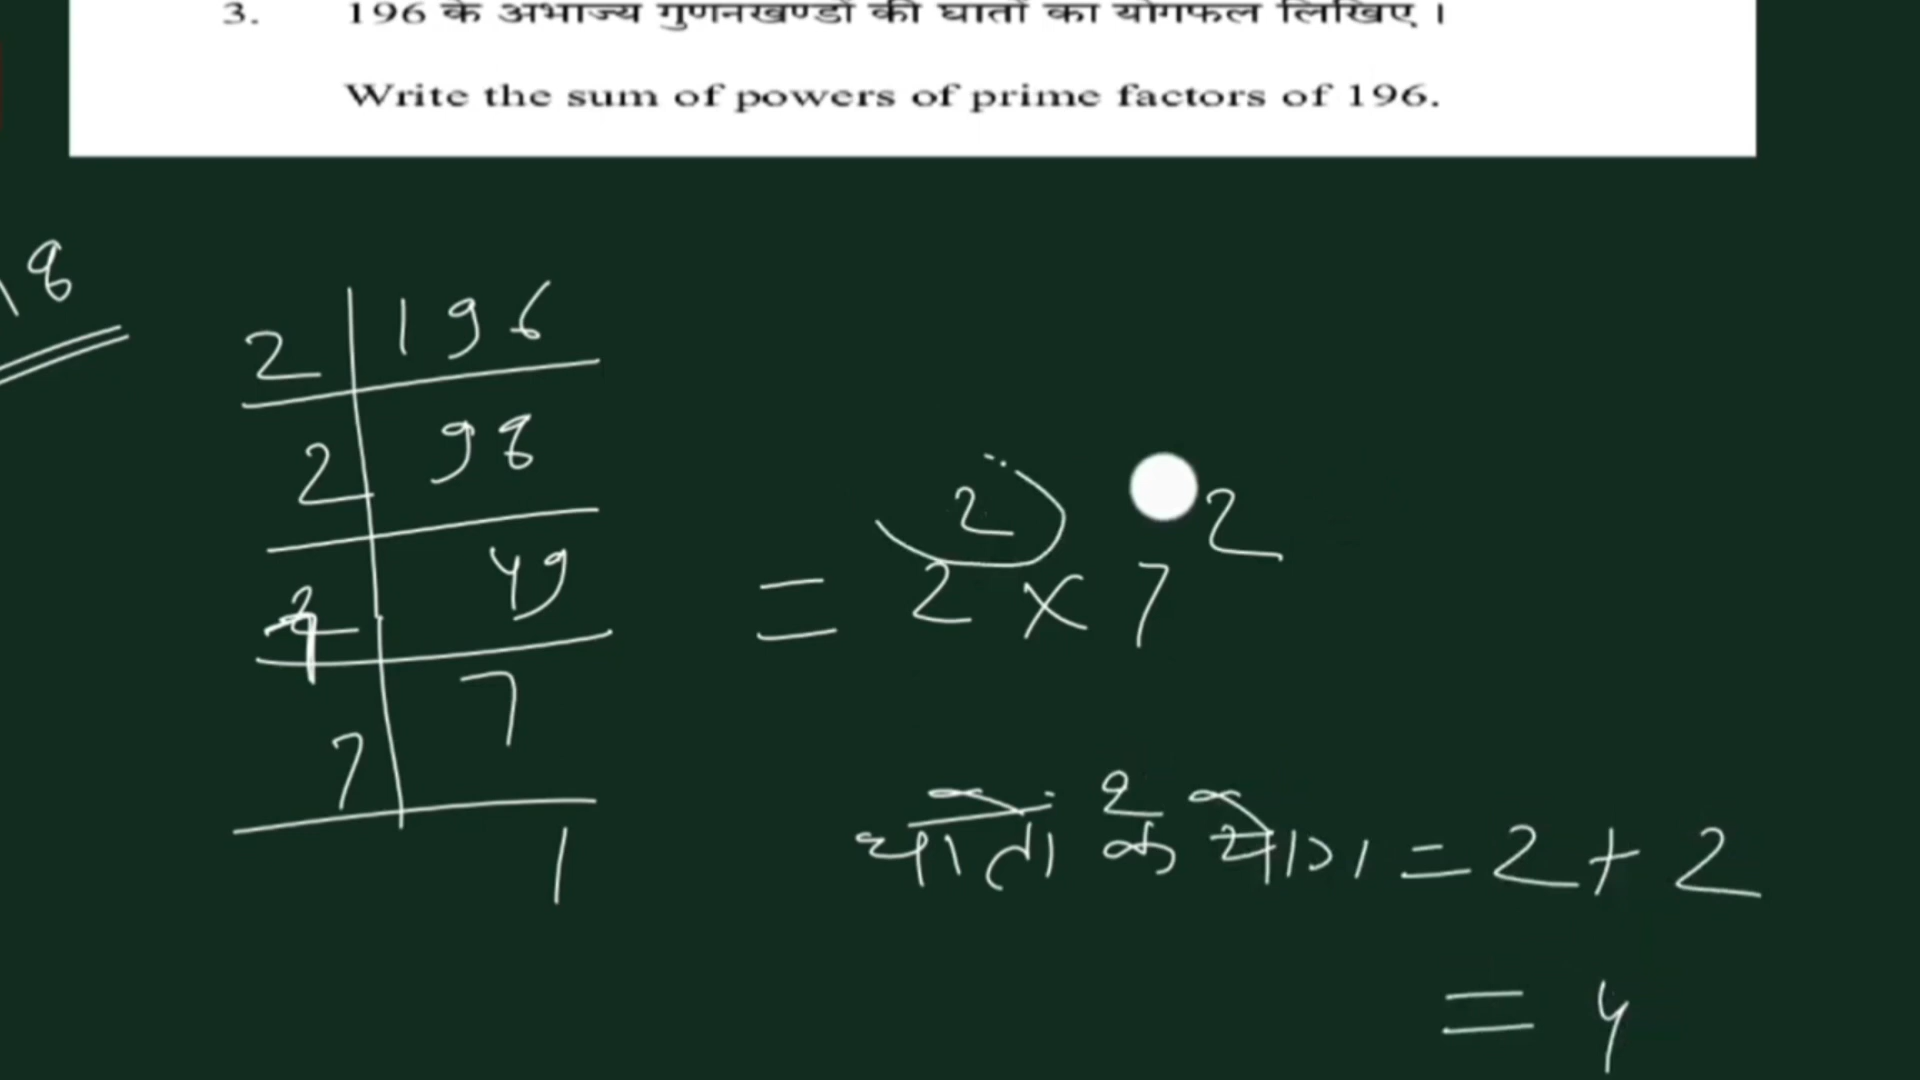 3. 196 के अभाज्य गुणनखण्डों की घातों का योगफल लिखिए ।
Write the sum of powers of prime factors of 196.
18
2 | 196
2 | 98
7 | 49
7 | 7
1
= 2² × 7²
घातों के योग = 2 + 2
= 4